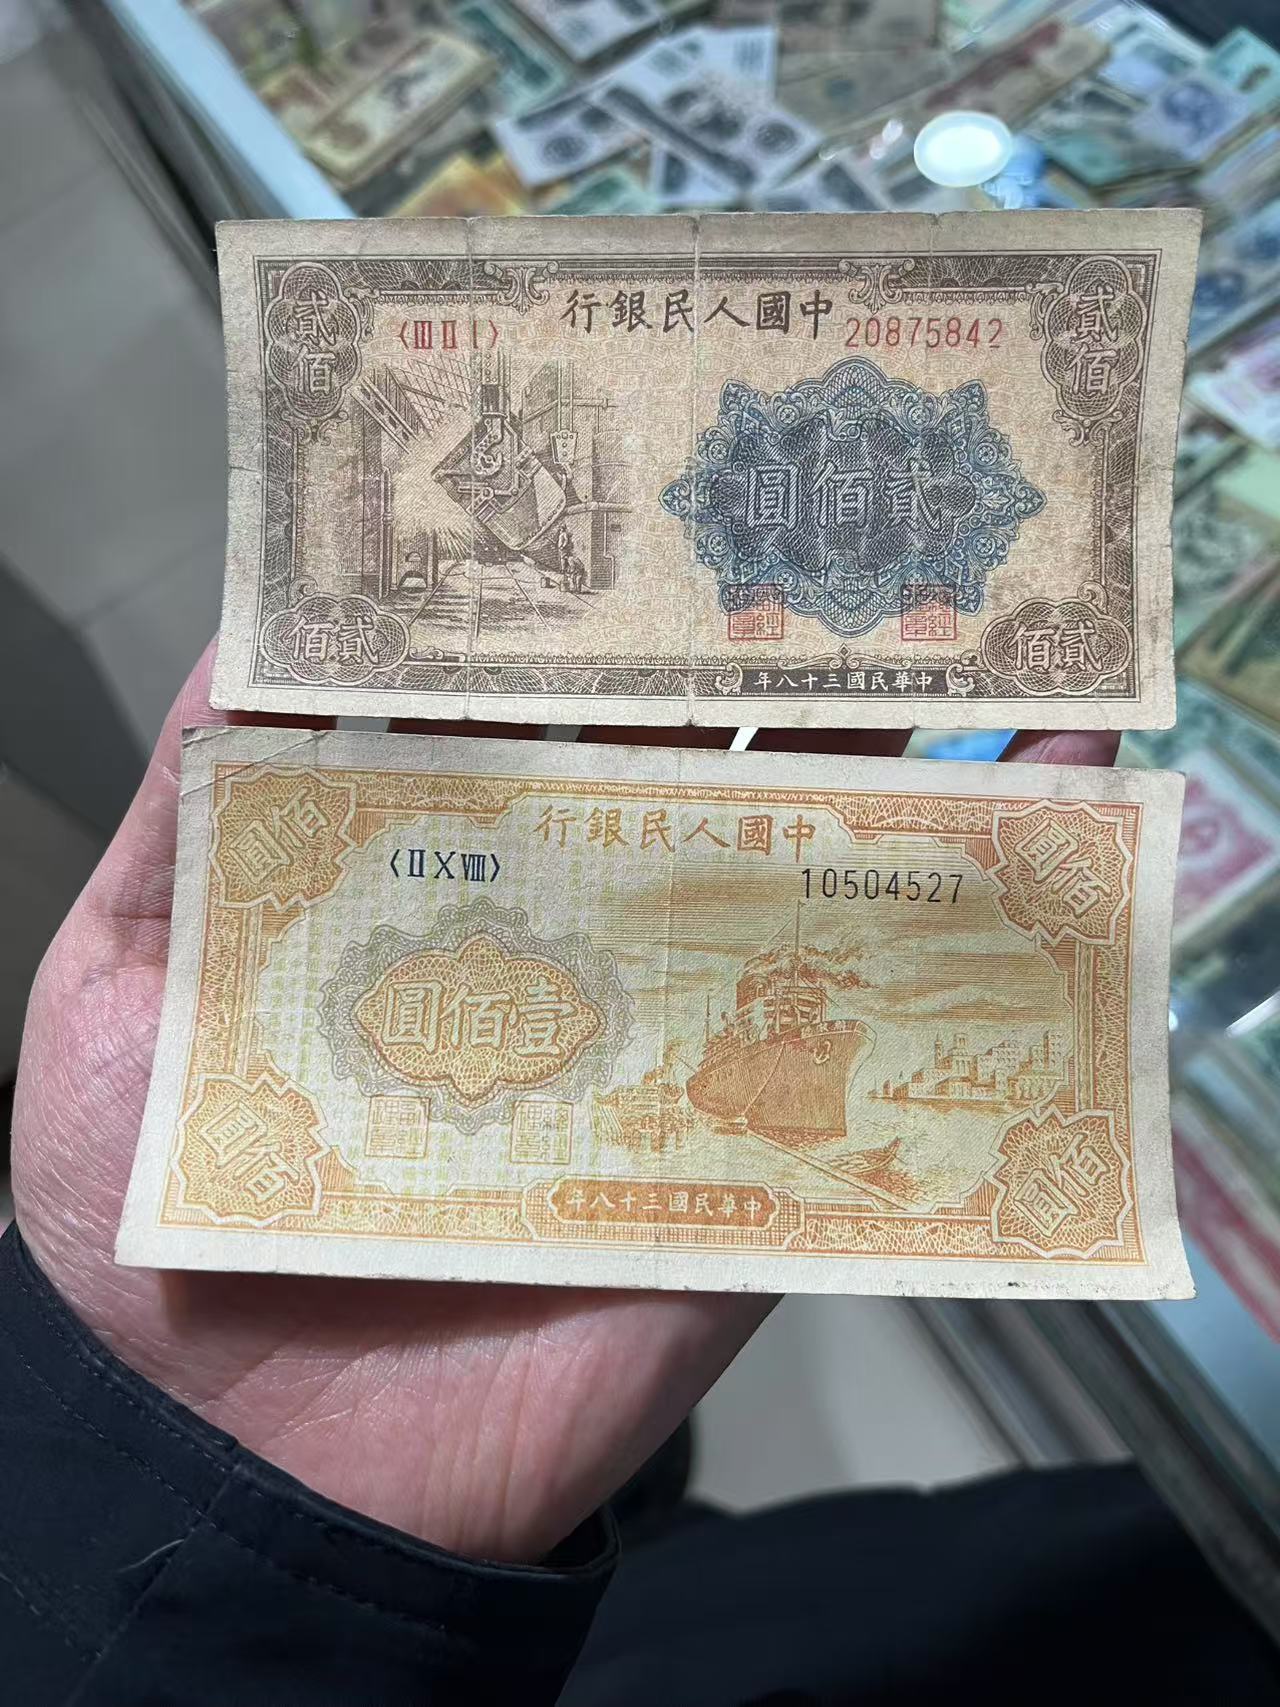 貳佰
行銀民人國中
貳佰
〈III II I〉
20875842
圓佰貳
佰貳
佰貳
年八十三國民華中
圓佰
行銀民人國中
圓佰
〈II X VIII〉
10504527
圓佰壹
圓佰
圓佰
年八十三國民華中